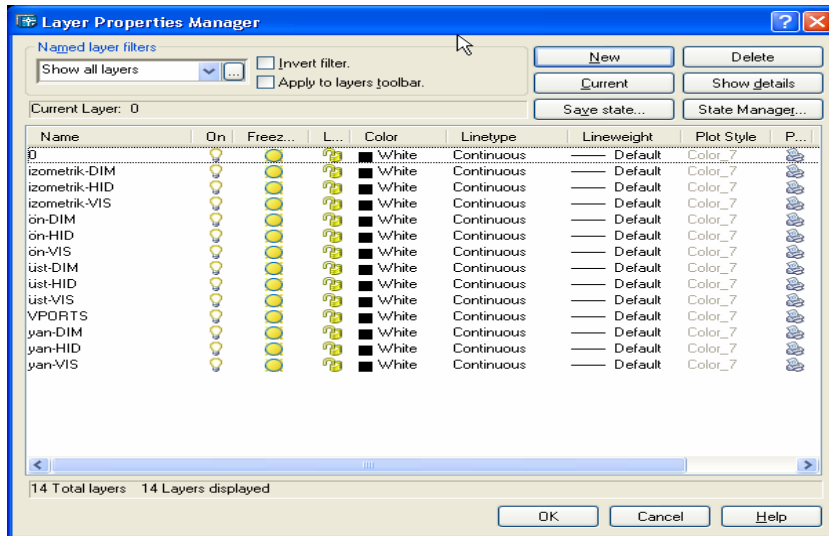 Layer Properties Manager
Named layer filters
Show all layers
...
Invert filter.
Apply to layers toolbar.
New
Delete
Current
Show details
Current Layer: 0
Save state...
State Manager...
Name On Freez... L... Color Linetype Lineweight Plot Style P...
0 White Continuous Default Color_7
izometrik-DIM White Continuous Default Color_7
izometrik-HID White Continuous Default Color_7
izometrik-VIS White Continuous Default Color_7
ön-DIM White Continuous Default Color_7
ön-HID White Continuous Default Color_7
ön-VIS White Continuous Default Color_7
üst-DIM White Continuous Default Color_7
üst-HID White Continuous Default Color_7
üst-VIS White Continuous Default Color_7
VPORTS White Continuous Default Color_7
yan-DIM White Continuous Default Color_7
yan-HID White Continuous Default Color_7
yan-VIS White Continuous Default Color_7
14 Total layers 14 Layers displayed
OK Cancel Help